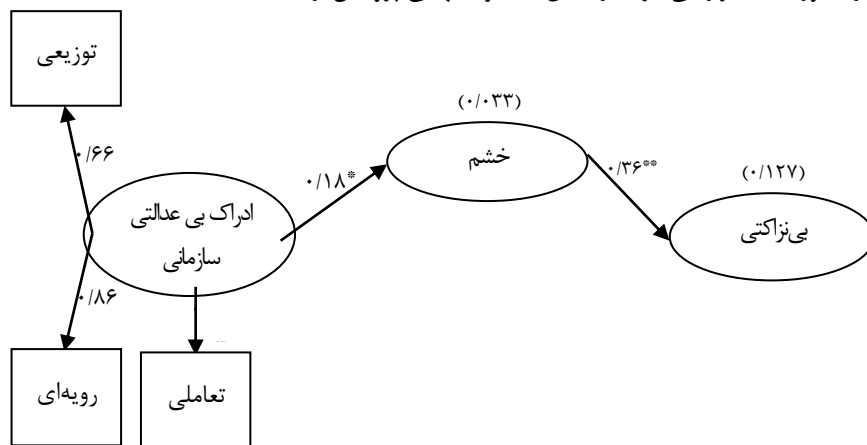 توزیعی
(۰/۰۳۳)
خشم
۰/۶۶
۰/۱۸*
۰/۳۶**
(۰/۱۲۷)
ادراک بی عدالتی
سازمانی
بی‌نزاکتی
۰/۸۶
رویه‌ای
تعاملی